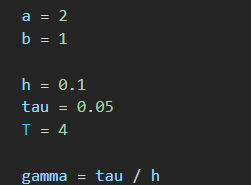 a = 2
b = 1
h = 0.1
tau = 0.05
T = 4
gamma = tau / h